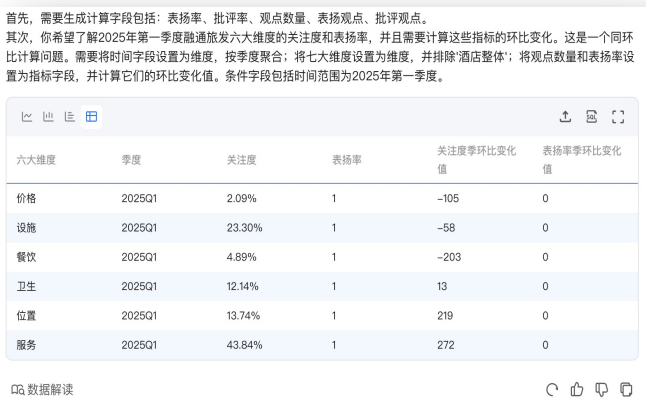 首先，需要生成计算字段包括：表扬率、批评率、观点数量、表扬观点、批评观点。
其次，你希望了解2025年第一季度融通旅发六大维度的关注度和表扬率，并且需要计算这些指标的环比变化。这是一个同环
比计算问题。需要将时间字段设置为维度，按季度聚合；将七大维度设置为维度，并排除'酒店整体'；将观点数量和表扬率设
置为指标字段，并计算它们的环比变化值。条件字段包括时间范围为2025年第一季度。
SQL
六大维度 季度 关注度 表扬率 关注度季环比变化值 表扬率季环比变化值
价格 2025Q1 2.09% 1 -105 0
设施 2025Q1 23.30% 1 -58 0
餐饮 2025Q1 4.89% 1 -203 0
卫生 2025Q1 12.14% 1 13 0
位置 2025Q1 13.74% 1 219 0
服务 2025Q1 43.84% 1 272 0
数据解读